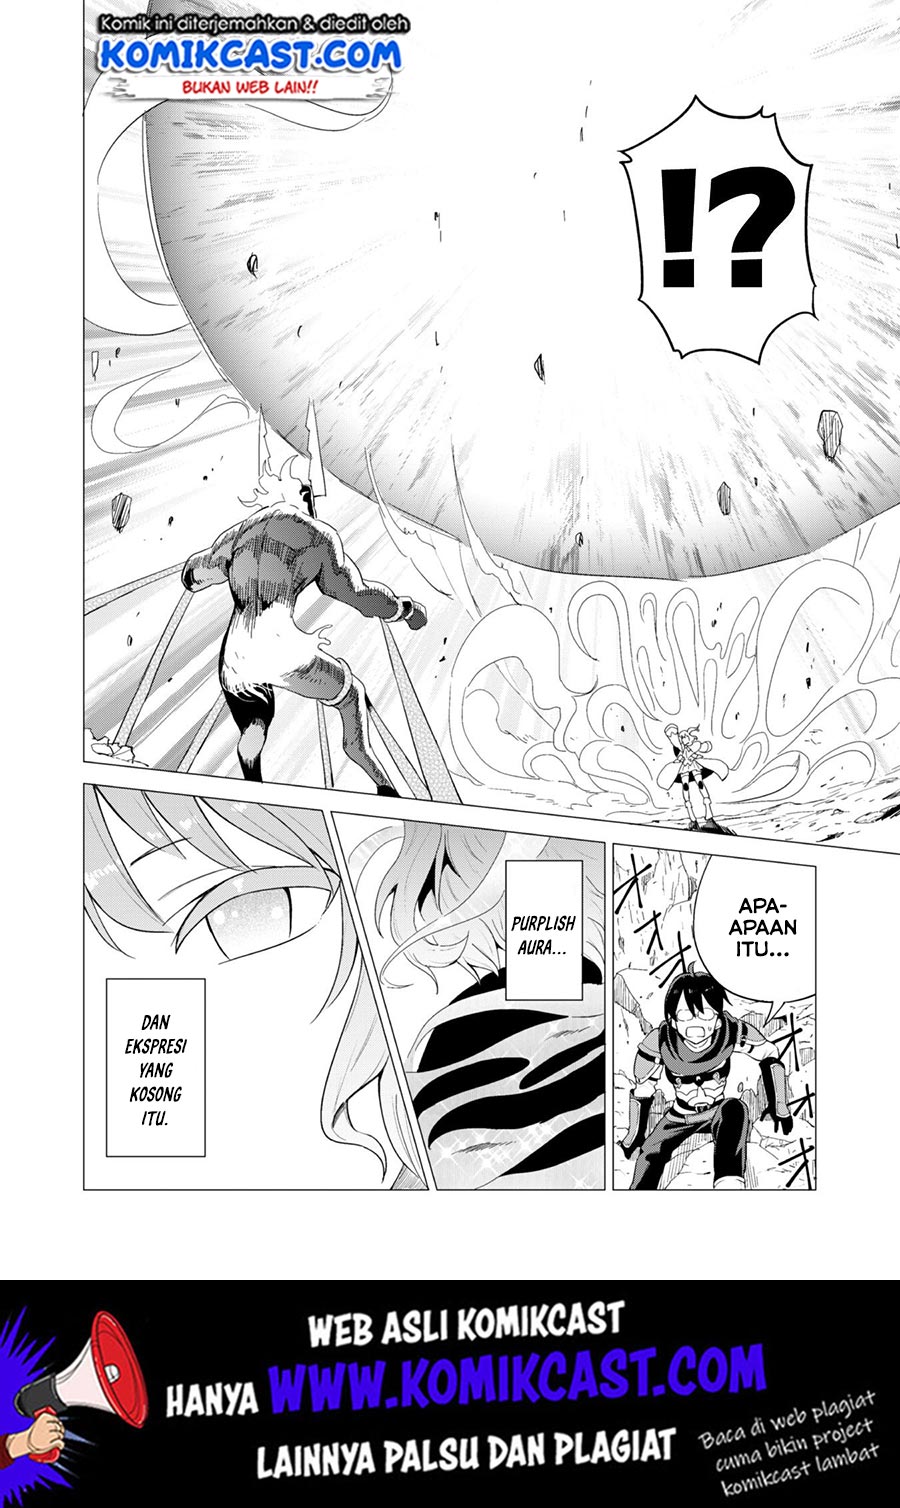 Komik ini diterjemahkan & diedit oleh
KOMIKCAST.COM
BUKAN WEB LAIN!!
!?
APA-
APAAN
ITU...
PURPLISH
AURA...
DAN
EKSPRESI
YANG
KOSONG
ITU.
WEB ASLI KOMIKCAST
HANYA WWW.KOMIKCAST.COM
LAINNYA PALSU DAN PLAGIAT
Baca di web plagiat
cuma bikin project
komikcast lambat